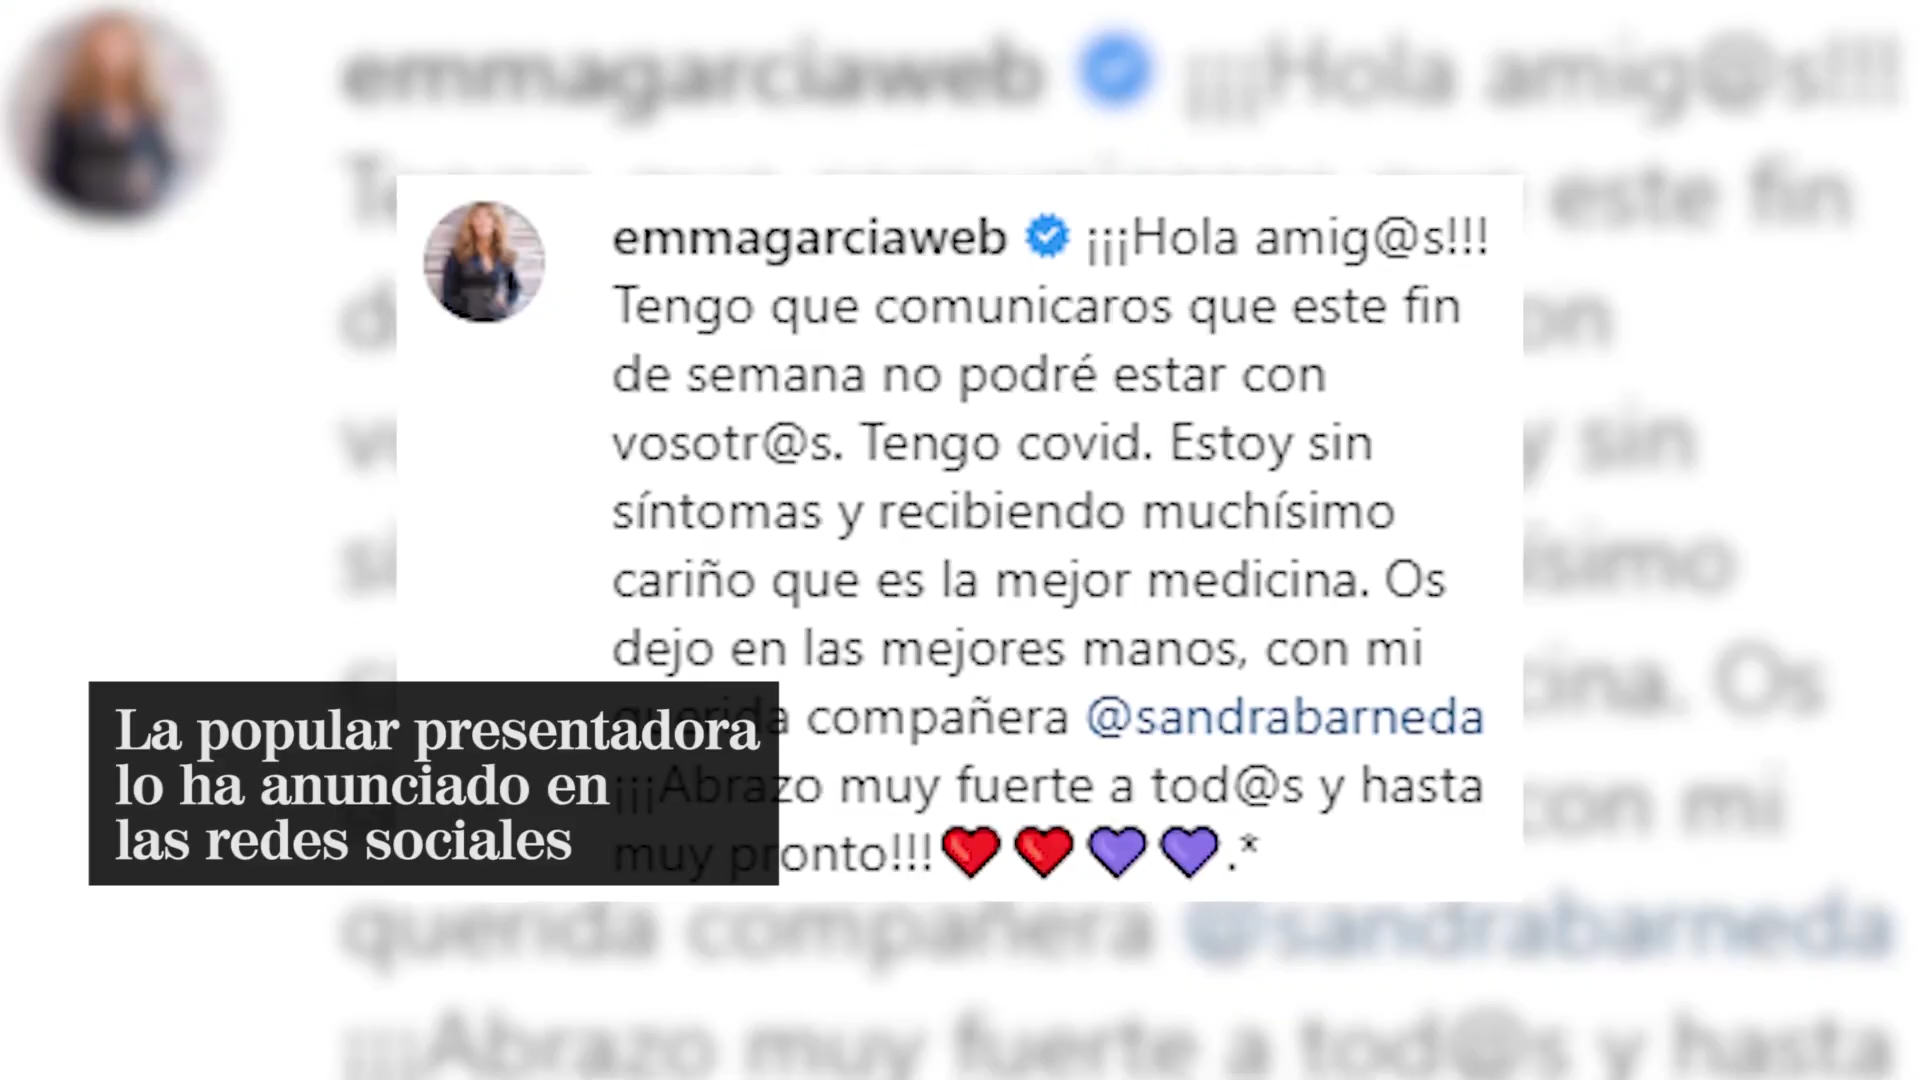 emmagarciaweb ¡¡¡Hola amig@s!!!
Tengo que comunicaros que este fin
de semana no podré estar con
vosotr@s. Tengo covid. Estoy sin
síntomas y recibiendo muchísimo
cariño que es la mejor medicina. Os
dejo en las mejores manos, con mi
querida compañera @sandrabarneda
¡¡¡Abrazo muy fuerte a tod@s y hasta
muy pronto!!!❤️❤️💜💜.*
La popular presentadora
lo ha anunciado en
las redes sociales